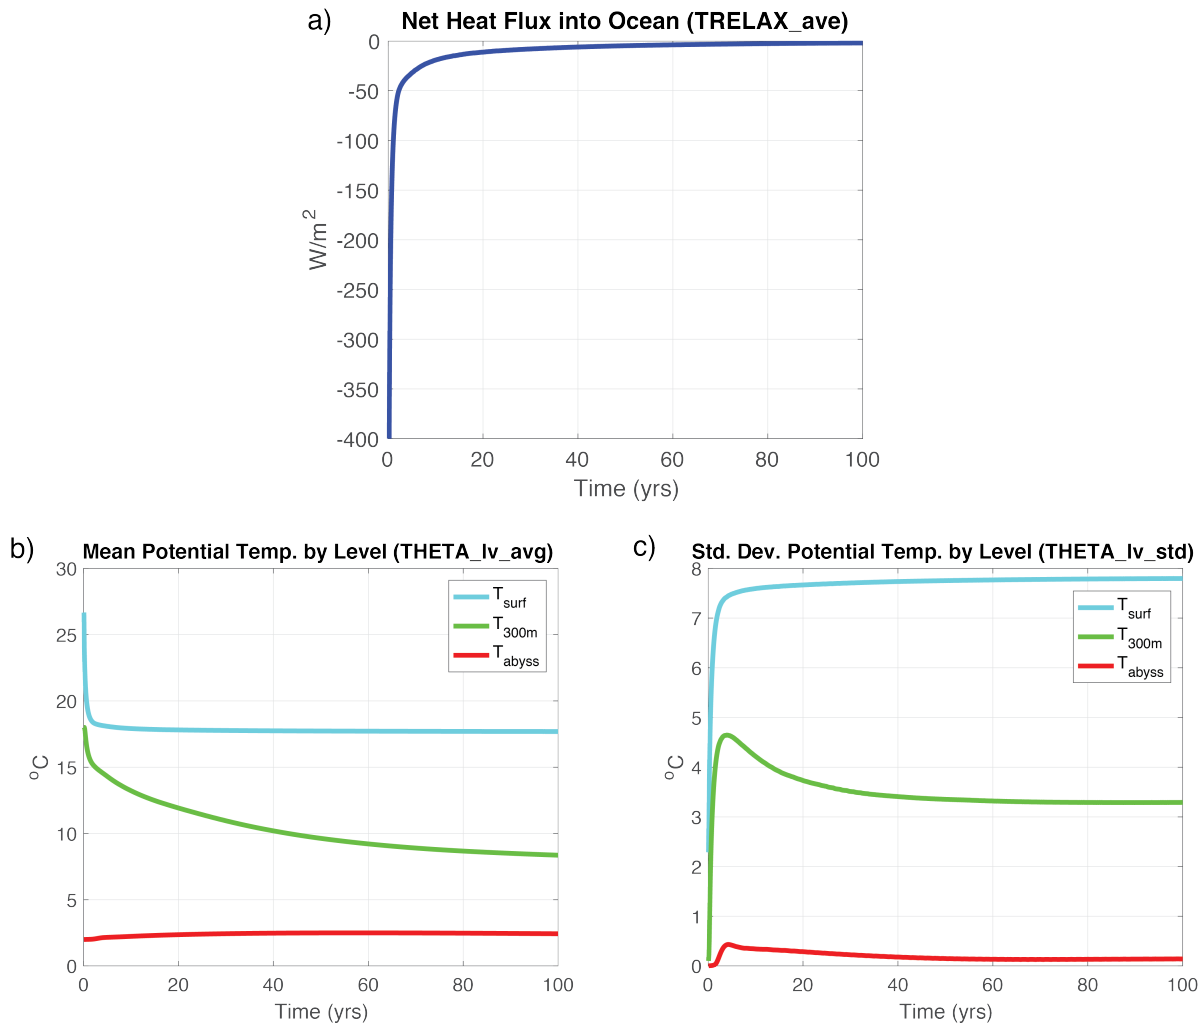 a)
Net Heat Flux into Ocean (TRELAX_ave)
0
-50
-100
-150
-200
-250
-300
-350
-400
W/m2
0 20 40 60 80 100
Time (yrs)
b)
Mean Potential Temp. by Level (THETA_lv_avg)
30
25
20
15
10
5
0
oC
Tsurf
T300m
Tabyss
0 20 40 60 80 100
Time (yrs)
c)
Std. Dev. Potential Temp. by Level (THETA_lv_std)
8
7
6
5
4
3
2
1
0
oC
Tsurf
T300m
Tabyss
0 20 40 60 80 100
Time (yrs)